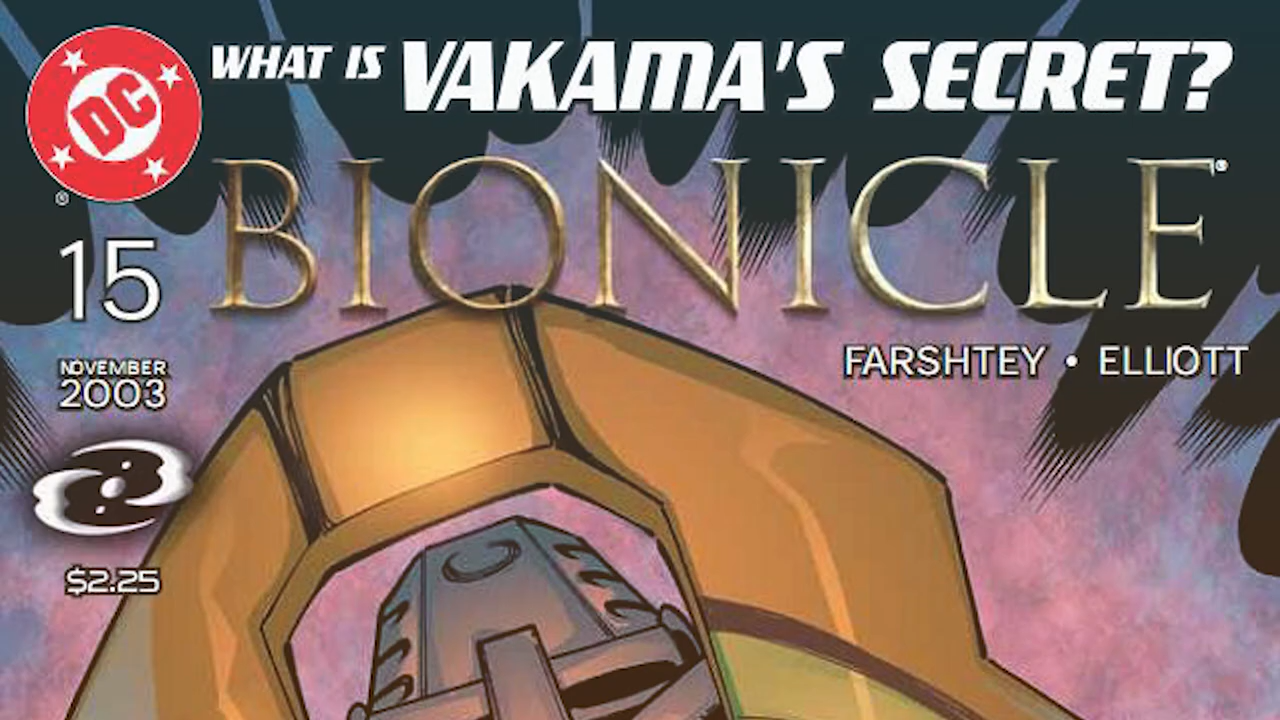 WHAT IS VAKAMA'S SECRET?
DC
®
BIONICLE®
15
FARSHTEY • ELLIOTT
NOVEMBER
2003
$2.25